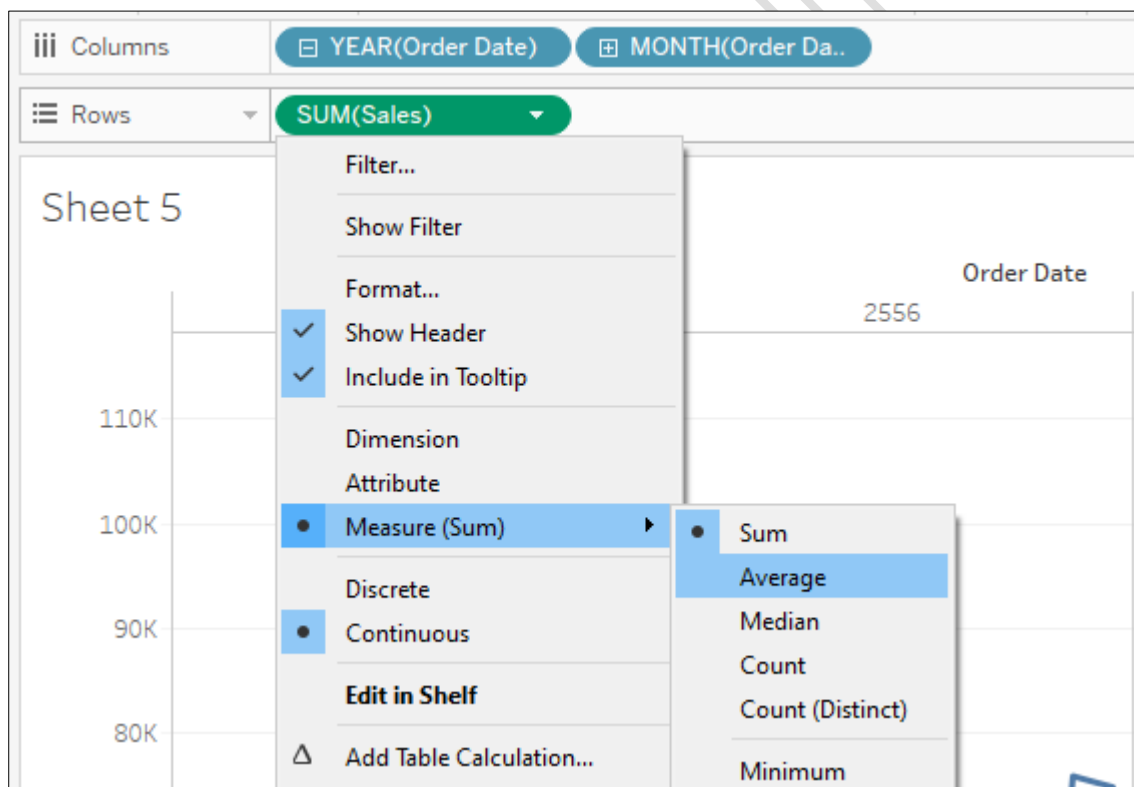 Columns
YEAR(Order Date)
MONTH(Order Da..
Rows
SUM(Sales)
Sheet 5
Filter...
Show Filter
Format...
Show Header
Include in Tooltip
Dimension
Attribute
Measure (Sum)
Discrete
Continuous
Edit in Shelf
Add Table Calculation...
Sum
Average
Median
Count
Count (Distinct)
Minimum
Order Date
2556
110K
100K
90K
80K